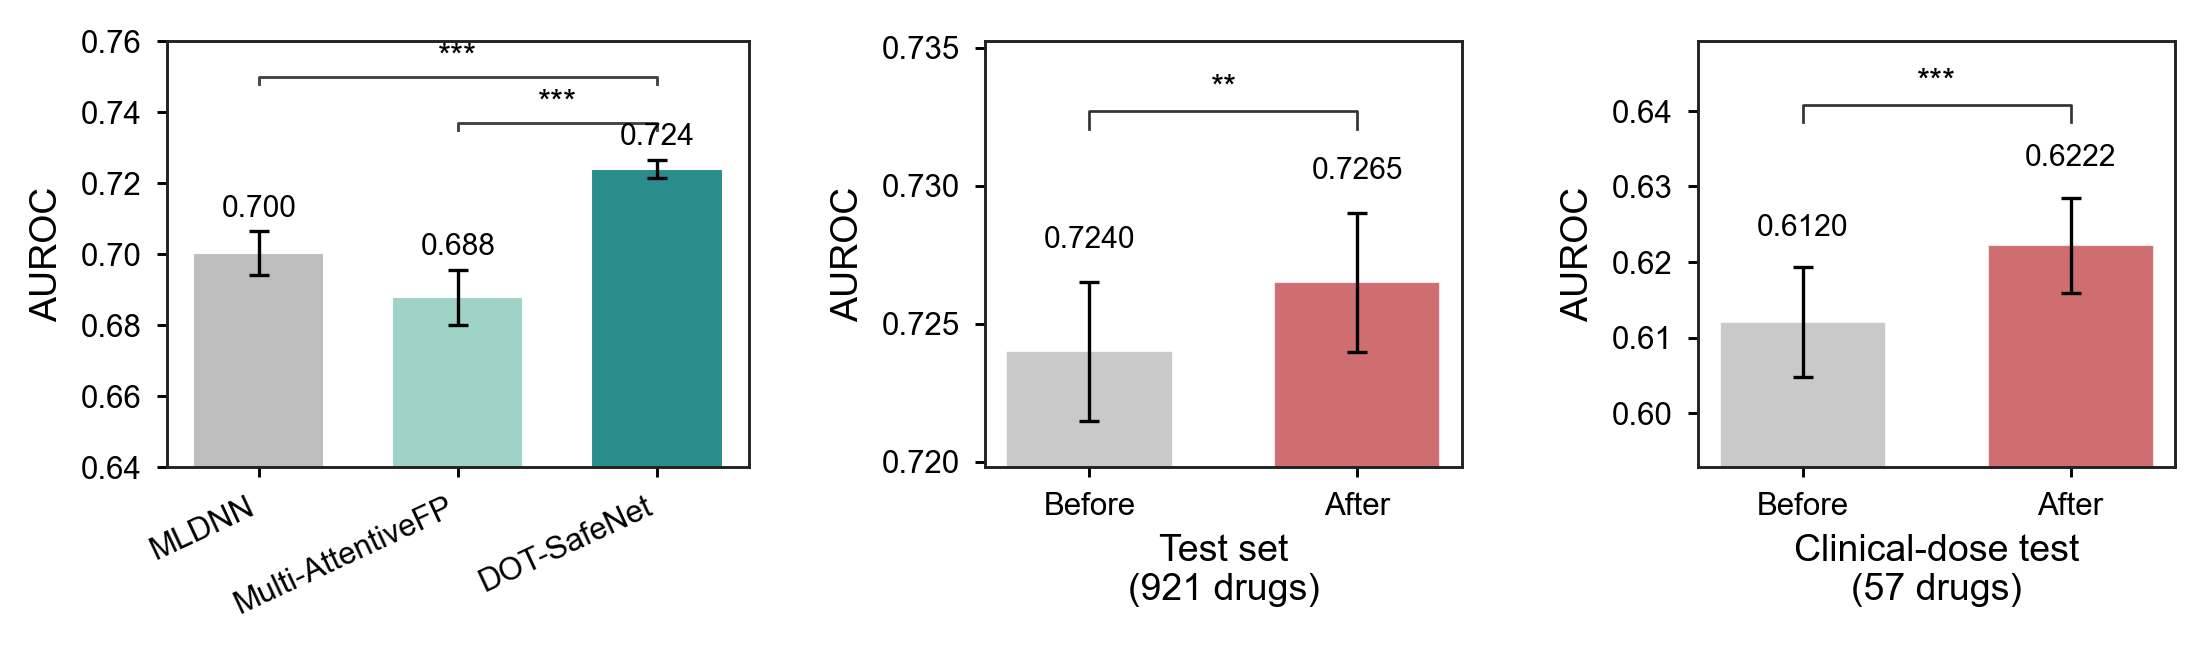 AUROC
0.76
0.74
0.72
0.70
0.68
0.66
0.64
***
***
0.700
0.688
0.724
MLDNN
Multi-AttentiveFP
DOT-SafeNet
AUROC
0.735
0.730
0.725
0.720
**
0.7240
0.7265
Before
After
Test set
(921 drugs)
AUROC
0.64
0.63
0.62
0.61
0.60
***
0.6120
0.6222
Before
After
Clinical-dose test
(57 drugs)